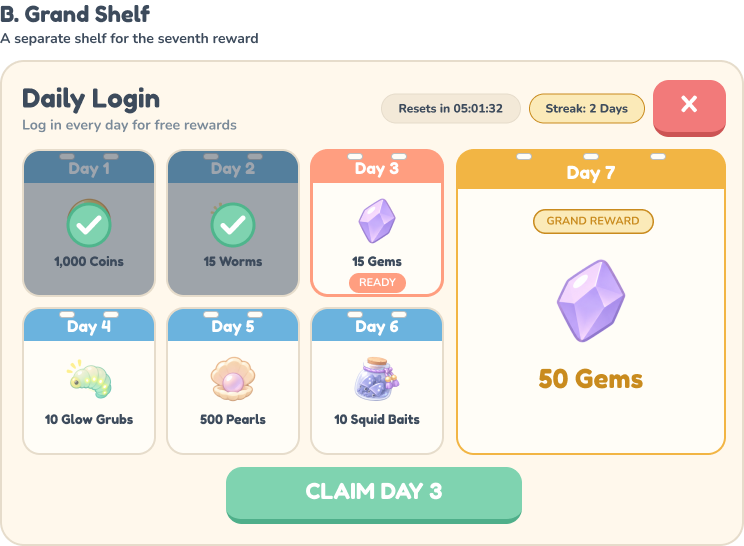 B. Grand Shelf
A separate shelf for the seventh reward
Daily Login
Log in every day for free rewards
Resets in 05:01:32
Streak: 2 Days
Day 1
1,000 Coins
Day 2
15 Worms
Day 3
15 Gems
READY
Day 4
10 Glow Grubs
Day 5
500 Pearls
Day 6
10 Squid Baits
Day 7
GRAND REWARD
50 Gems
CLAIM DAY 3